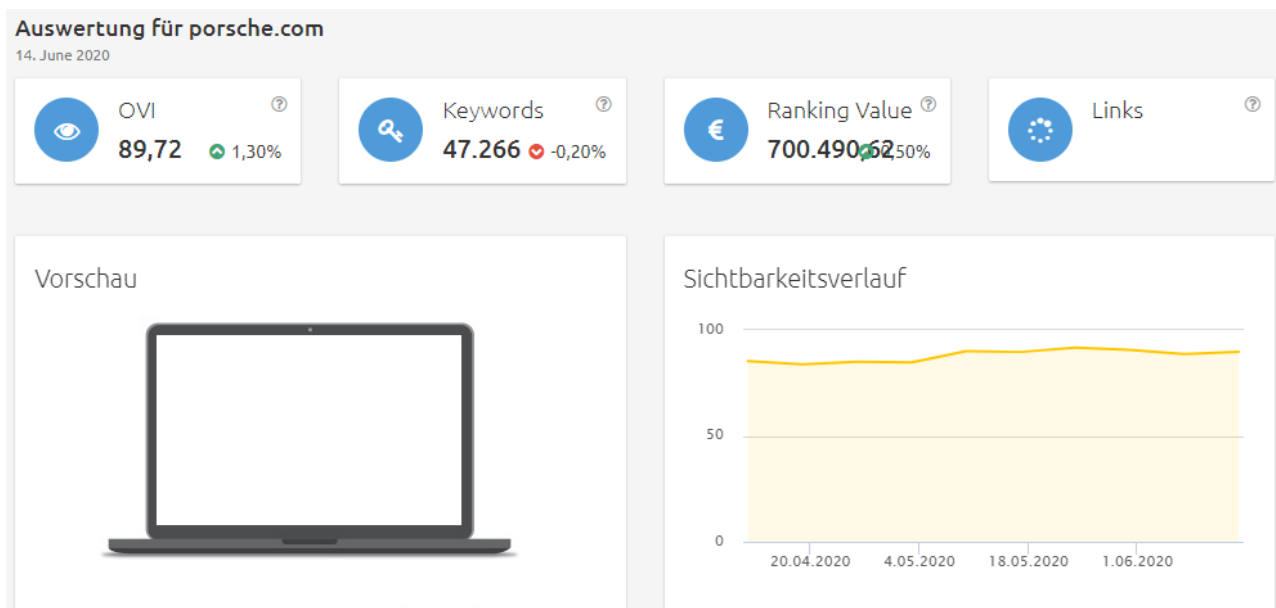 Auswertung für porsche.com
14. June 2020
OVI
89,72 1,30%
Keywords
47.266 -0,20%
Ranking Value
€
700.490,62 0,50%
Links
Vorschau
Sichtbarkeitsverlauf
100
50
0
20.04.2020 4.05.2020 18.05.2020 1.06.2020